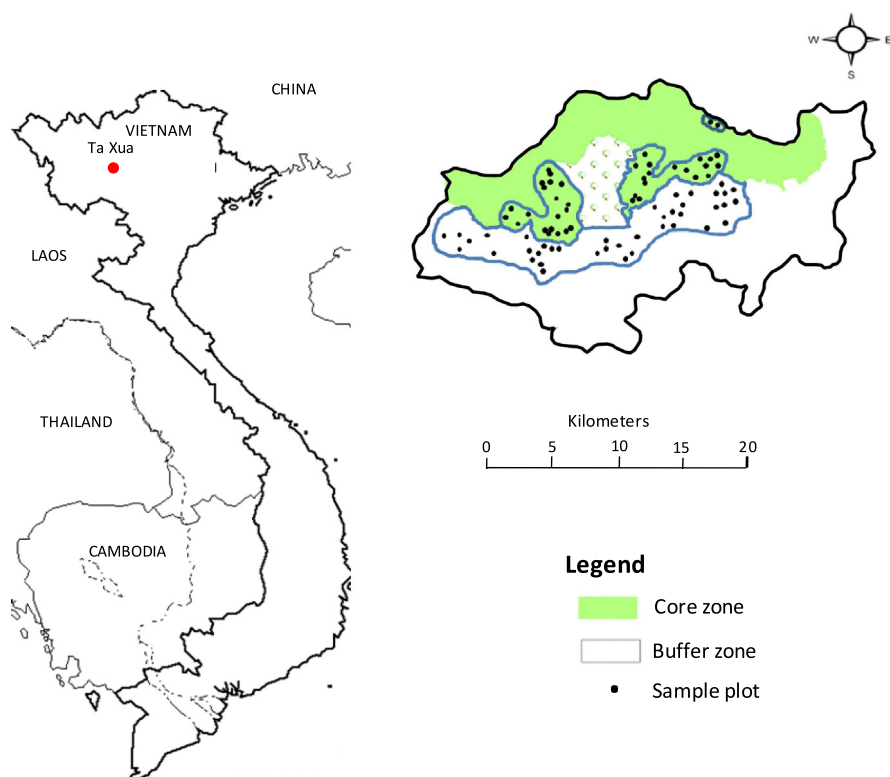 CHINA
VIETNAM
Ta Xua
LAOS
THAILAND
CAMBODIA
W E
S
Kilometers
0 5 10 15 20
Legend
Core zone
Buffer zone
Sample plot